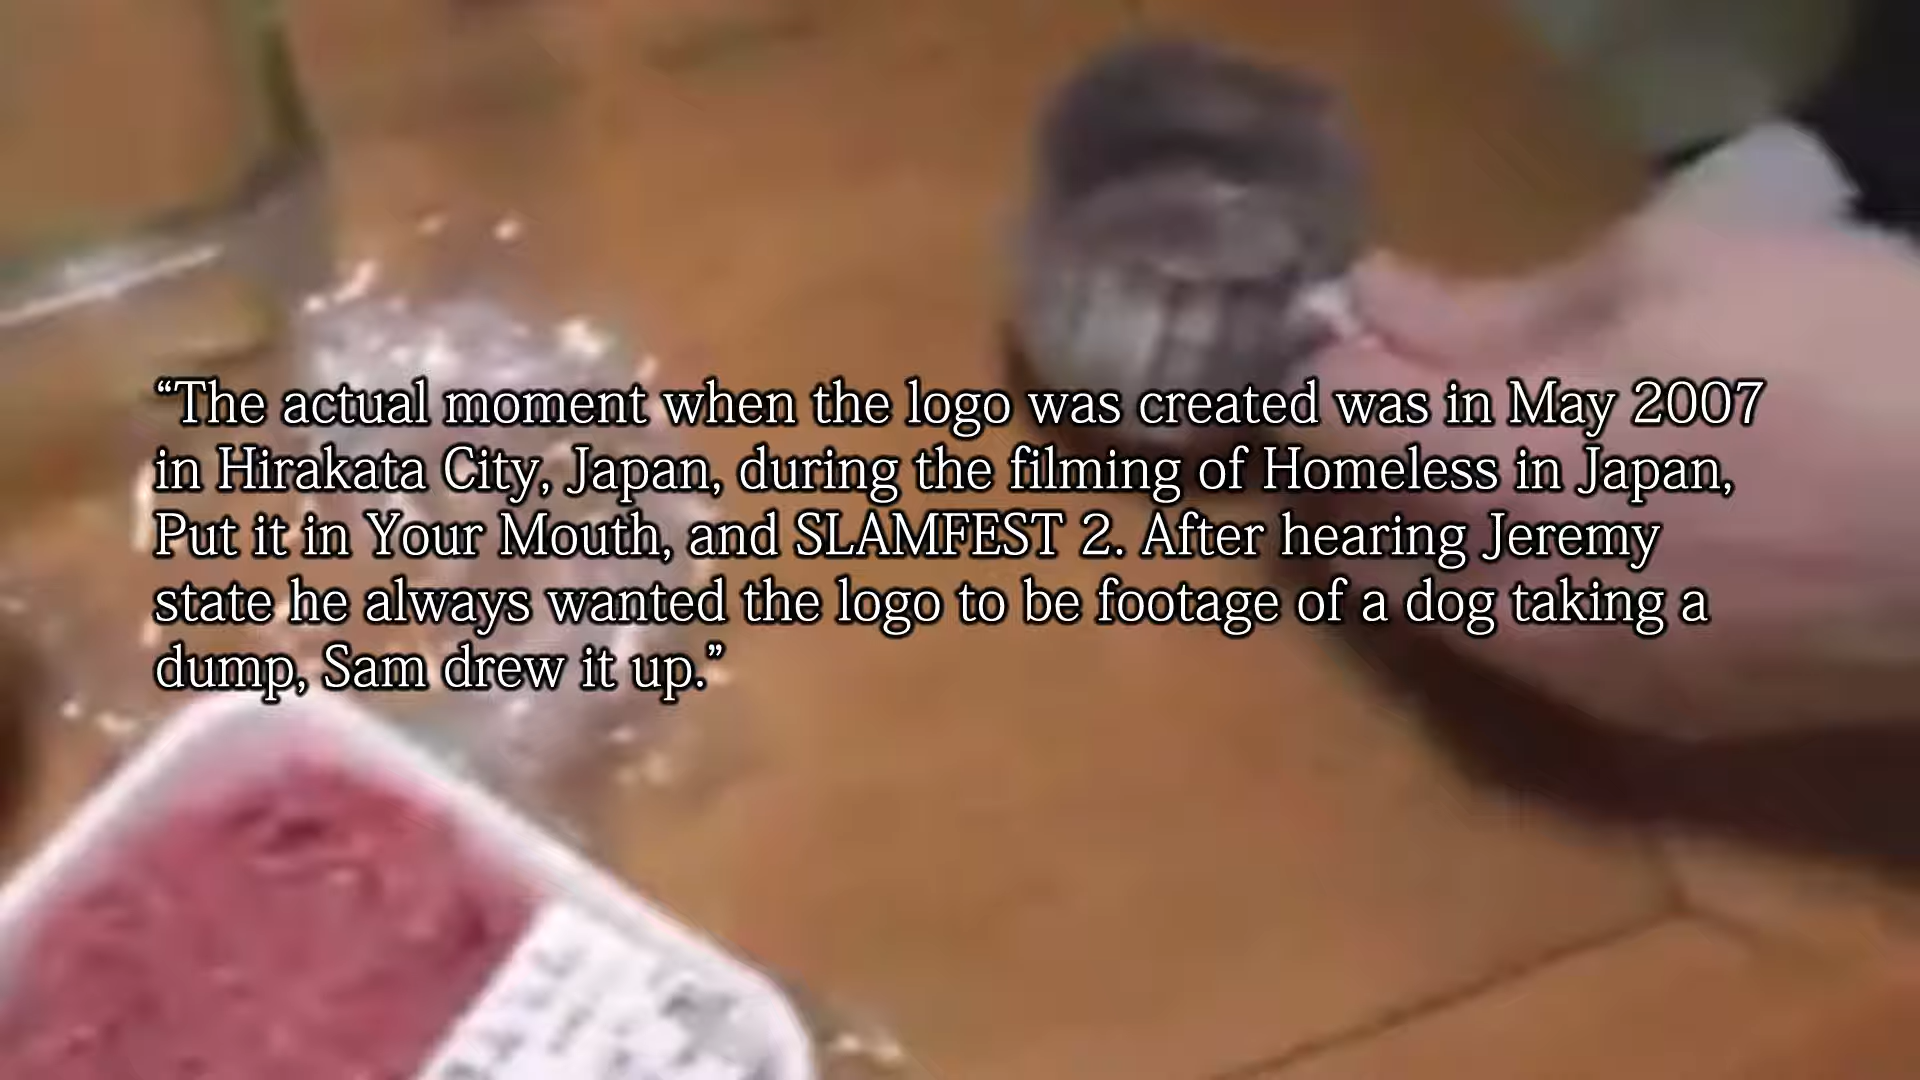 “The actual moment when the logo was created was in May 2007
in Hirakata City, Japan, during the filming of Homeless in Japan,
Put it in Your Mouth, and SLAMFEST 2. After hearing Jeremy
state he always wanted the logo to be footage of a dog taking a
dump, Sam drew it up.”